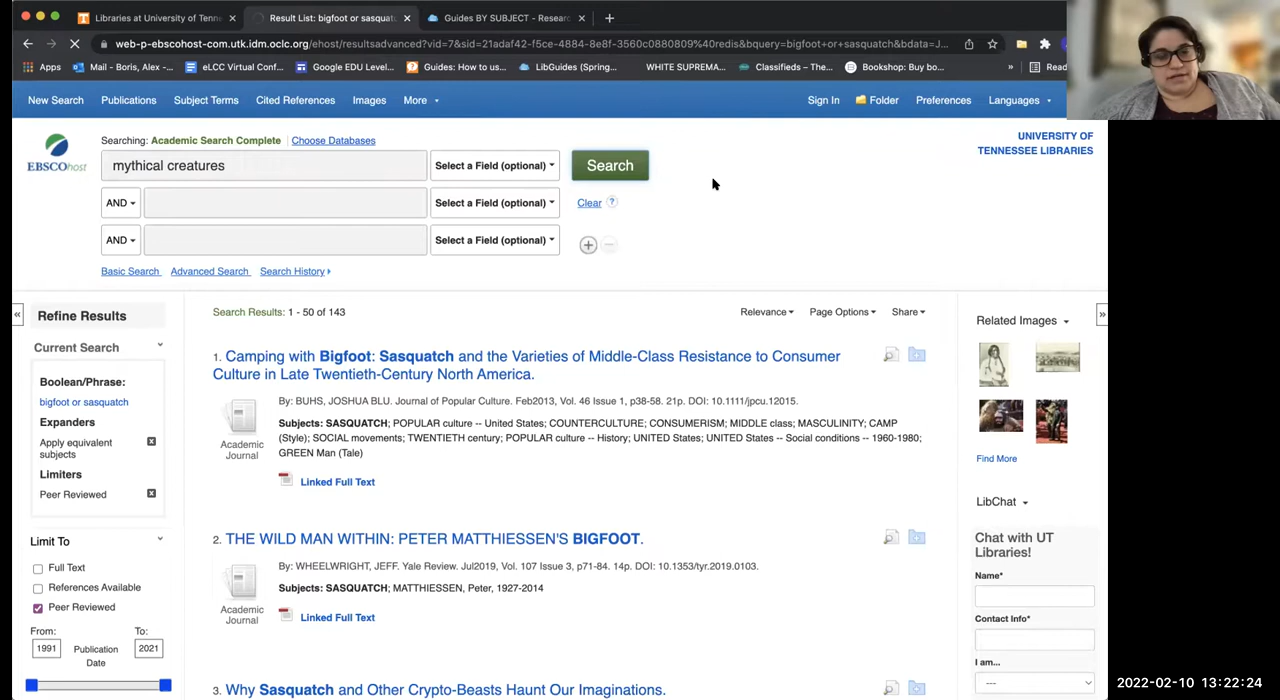 Libraries at University of Tenne
Result List: bigfoot or sasquat
Guides BY SUBJECT - Resear
web-p-ebscohost-com.utk.idm.oclc.org/ehost/resultsadvanced?vid=7&sid=21adaf42-f5ce-4884-8e8f-3560c0880809%40redis&bquery=bigfoot+or+sasquatch&bdata=J...
Apps
Mail - Boris, Alex -...
eLCC Virtual Conf...
Google EDU Level...
Guides: How to us...
LibGuides (Spring...
WHITE SUPREMA...
Classifieds – The...
Bookshop: Buy bo...
»
Read
New Search Publications Subject Terms Cited References Images More
Sign In Folder Preferences Languages
EBSCOhost
Searching: Academic Search Complete Choose Databases
UNIVERSITY OF
TENNESSEE LIBRARIES
mythical creatures Select a Field (optional) Search
AND Select a Field (optional) Clear ?
AND Select a Field (optional)
Basic Search Advanced Search Search History
«
Refine Results
Current Search
Boolean/Phrase:
bigfoot or sasquatch
Expanders
Apply equivalent
subjects
Limiters
Peer Reviewed
Limit To
Full Text
References Available
Peer Reviewed
From: To:
1991 Publication 2021
Date
Search Results: 1 - 50 of 143
Relevance Page Options Share
1. Camping with Bigfoot: Sasquatch and the Varieties of Middle-Class Resistance to Consumer
Culture in Late Twentieth-Century North America.
By: BUHS, JOSHUA BLU. Journal of Popular Culture. Feb2013, Vol. 46 Issue 1, p38-58. 21p. DOI: 10.1111/jpcu.12015.
Subjects: SASQUATCH; POPULAR culture -- United States; COUNTERCULTURE; CONSUMERISM; MIDDLE class; MASCULINITY; CAMP
(Style); SOCIAL movements; TWENTIETH century; POPULAR culture -- History; UNITED States; UNITED States -- Social conditions -- 1960-1980;
GREEN Man (Tale)
Academic
Journal
Linked Full Text
2. THE WILD MAN WITHIN: PETER MATTHIESSEN'S BIGFOOT.
By: WHEELWRIGHT, JEFF. Yale Review. Jul2019, Vol. 107 Issue 3, p71-84. 14p. DOI: 10.1353/tyr.2019.0103.
Subjects: SASQUATCH; MATTHIESSEN, Peter, 1927-2014
Academic
Journal
Linked Full Text
3. Why Sasquatch and Other Crypto-Beasts Haunt Our Imaginations.
»
Related Images
Find More
LibChat
Chat with UT
Libraries!
Name*
Contact Info*
I am...
---
2022-02-10 13:22:24